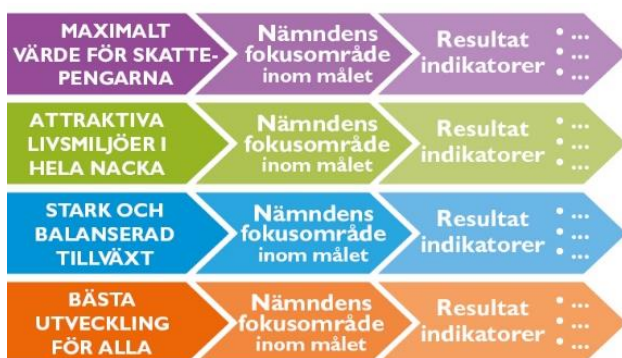 MAXIMALT
VÄRDE FÖR SKATTE-
PENGARNA
Nämndens
fokusområde
inom målet
Resultat
indikatorer
• ...
• ...
• ...
ATTRAKTIVA
LIVSMILJÖER I
HELA NACKA
Nämndens
fokusområde
inom målet
Resultat
indikatorer
• ...
• ...
• ...
STARK OCH
BALANSERAD
TILLVÄXT
Nämndens
fokusområde
inom målet
Resultat
indikatorer
• ...
• ...
• ...
BÄSTA
UTVECKLING
FÖR ALLA
Nämndens
fokusområde
inom målet
Resultat
indikatorer
• ...
• ...
• ...